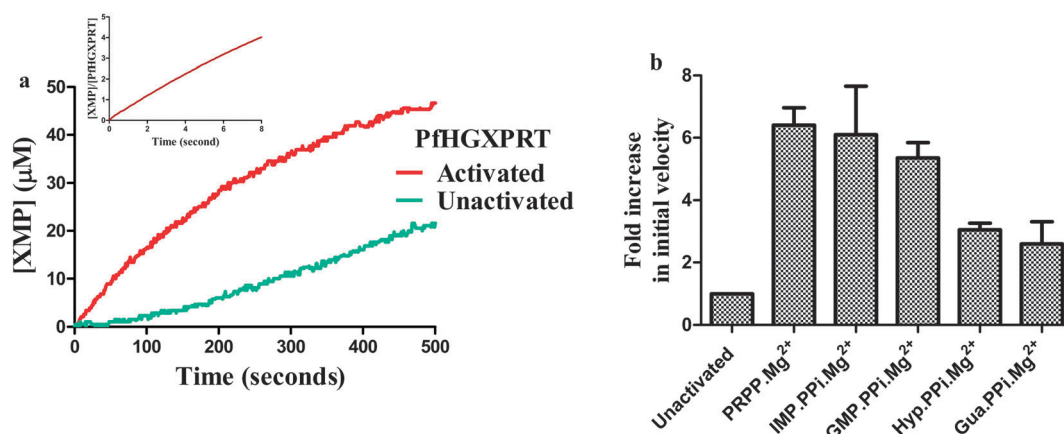 a
[XMP]/[PfHGXPRT]
5
4
3
2
1
0
0 2 4 6 8
Time (second)
[XMP] (μM)
50
40
30
20
10
0
0 100 200 300 400 500
Time (seconds)
PfHGXPRT
Activated
Unactivated
b
Fold increase
in initial velocity
8
6
4
2
0
Unactivated
PRPP.Mg²⁺
IMP.PPi.Mg²⁺
GMP.PPi.Mg²⁺
Hyp.PPi.Mg²⁺
Gua.PPi.Mg²⁺